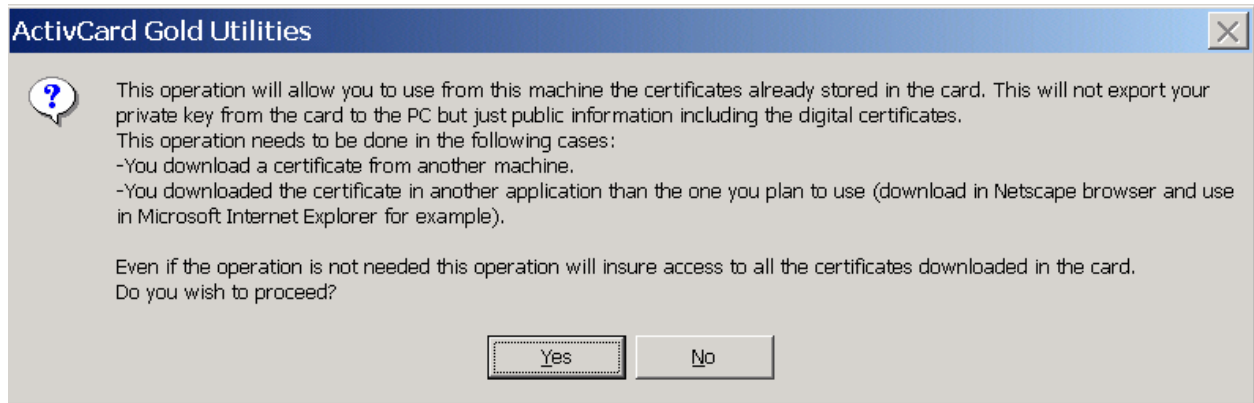 ActivCard Gold Utilities
This operation will allow you to use from this machine the certificates already stored in the card. This will not export your
private key from the card to the PC but just public information including the digital certificates.
This operation needs to be done in the following cases:
-You download a certificate from another machine.
-You downloaded the certificate in another application than the one you plan to use (download in Netscape browser and use
in Microsoft Internet Explorer for example).
Even if the operation is not needed this operation will insure access to all the certificates downloaded in the card.
Do you wish to proceed?
Yes No